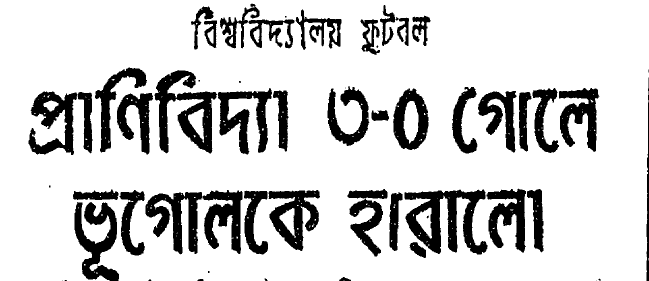 বিশ্ববিদ্যালয় ফুটবল
প্রাণিবিদ্যা ৩-০ গোলে
ভূগোলকে হারালো